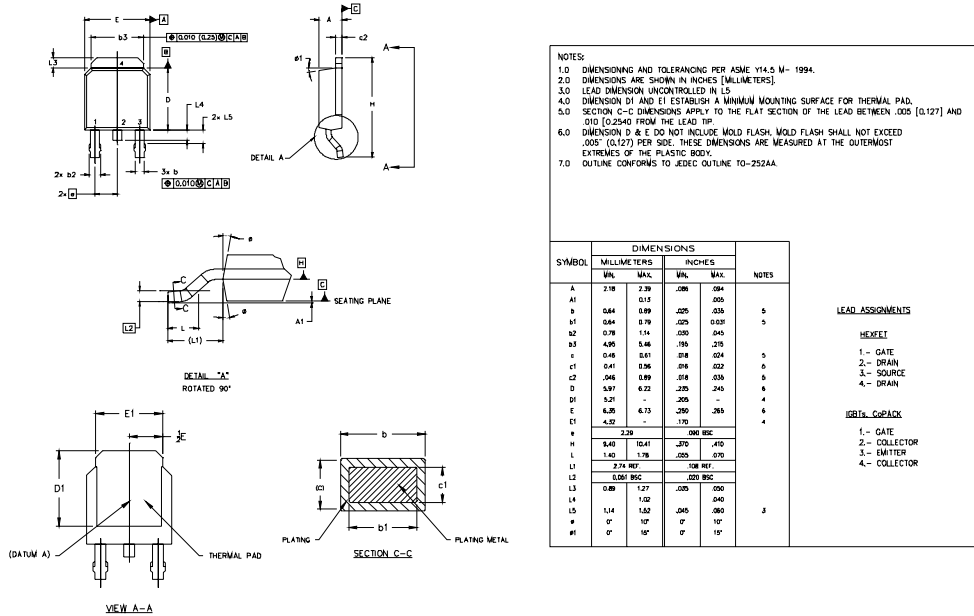 E
A
b3
⌖ 0.010 (0.25) Ⓜ C A B
B
L3
4
D
L4
2x L5
1 2 3
2x b2
3x b
⌖ 0.010 Ⓜ C A B
2x e
C
A
c2
ø1
A
H
DETAIL A
A
ø
H
C
SEATING PLANE
C
C
L2
L
(L1)
ø
A1
DETAIL "A"
ROTATED 90°
E1
½E
D1
(DATUM A)
THERMAL PAD
VIEW A-A
b
(c)
c1
b1
PLATING
PLATING METAL
SECTION C-C
NOTES:
1.0 DIMENSIONING AND TOLERANCING PER ASME Y14.5 M- 1994.
2.0 DIMENSIONS ARE SHOWN IN INCHES [MILLIMETERS].
3.0 LEAD DIMENSION UNCONTROLLED IN L5
4.0 DIMENSION D1 AND E1 ESTABLISH A MINIMUM MOUNTING SURFACE FOR THERMAL PAD.
5.0 SECTION C-C DIMENSIONS APPLY TO THE FLAT SECTION OF THE LEAD BETWEEN .005 [0.127] AND
.010 [0.2540 FROM THE LEAD TIP.
6.0 DIMENSION D & E DO NOT INCLUDE MOLD FLASH. MOLD FLASH SHALL NOT EXCEED
.005" (0.127) PER SIDE. THESE DIMENSIONS ARE MEASURED AT THE OUTERMOST
EXTREMES OF THE PLASTIC BODY.
7.0 OUTLINE CONFORMS TO JEDEC OUTLINE TO-252AA.
DIMENSIONS
SYMBOL MILLIMETERS INCHES
MIN. MAX. MIN. MAX. NOTES
A 2.18 2.39 .086 .094
A1 0.13 .005
b 0.64 0.89 .025 .035 5
b1 0.64 0.79 .025 0.031 5
b2 0.76 1.14 .030 .045
b3 4.95 5.46 .195 .215
c 0.46 0.61 .018 .024 5
c1 0.41 0.56 .016 .022 5
c2 .046 0.89 .018 .035 5
D 5.97 6.22 .235 .245 6
D1 5.21 - .205 - 4
E 6.35 6.73 .250 .265 6
E1 4.32 - .170 4
e 2.29 .090 BSC
H 9.40 10.41 .370 .410
L 1.40 1.78 .055 .070
L1 2.74 REF. .108 REF.
L2 0.051 BSC .020 BSC
L3 0.89 1.27 .035 .050
L4 1.02 .040
L5 1.14 1.52 .045 .060 3
ø 0° 10° 0° 10°
ø1 0° 15° 0° 15°
LEAD ASSIGNMENTS
HEXFET
1.- GATE
2.- DRAIN
3.- SOURCE
4.- DRAIN
IGBTs, CoPACK
1.- GATE
2.- COLLECTOR
3.- EMITTER
4.- COLLECTOR